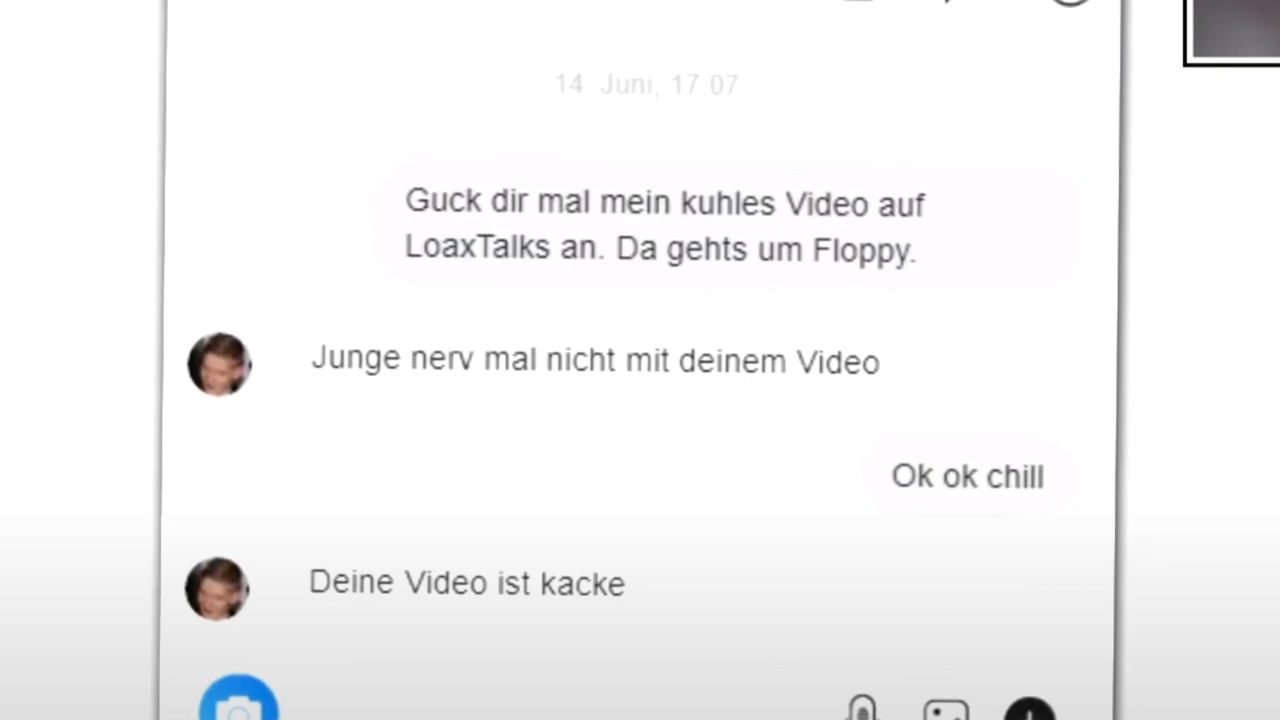 14 Juni, 17 07
Guck dir mal mein kuhles Video auf
LoaxTalks an. Da gehts um Floppy.
Junge nerv mal nicht mit deinem Video
Ok ok chill
Deine Video ist kacke